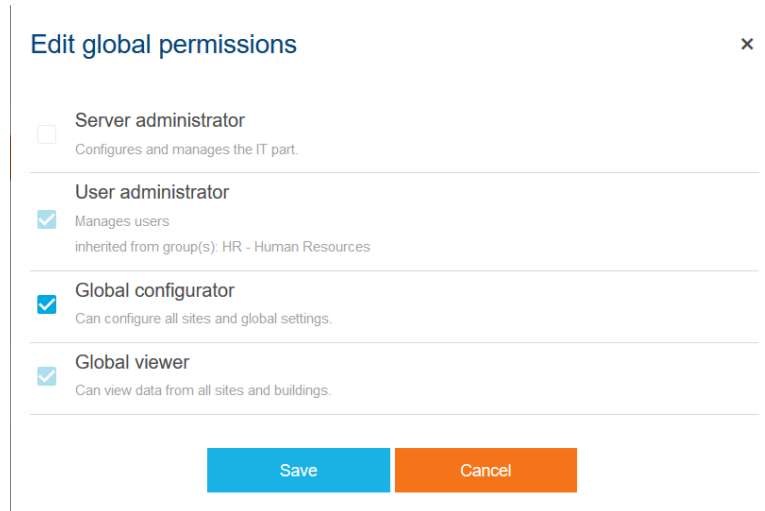 Edit global permissions
Server administrator
Configures and manages the IT part.
User administrator
Manages users
inherited from group(s): HR - Human Resources
Global configurator
Can configure all sites and global settings.
Global viewer
Can view data from all sites and buildings.
Save
Cancel